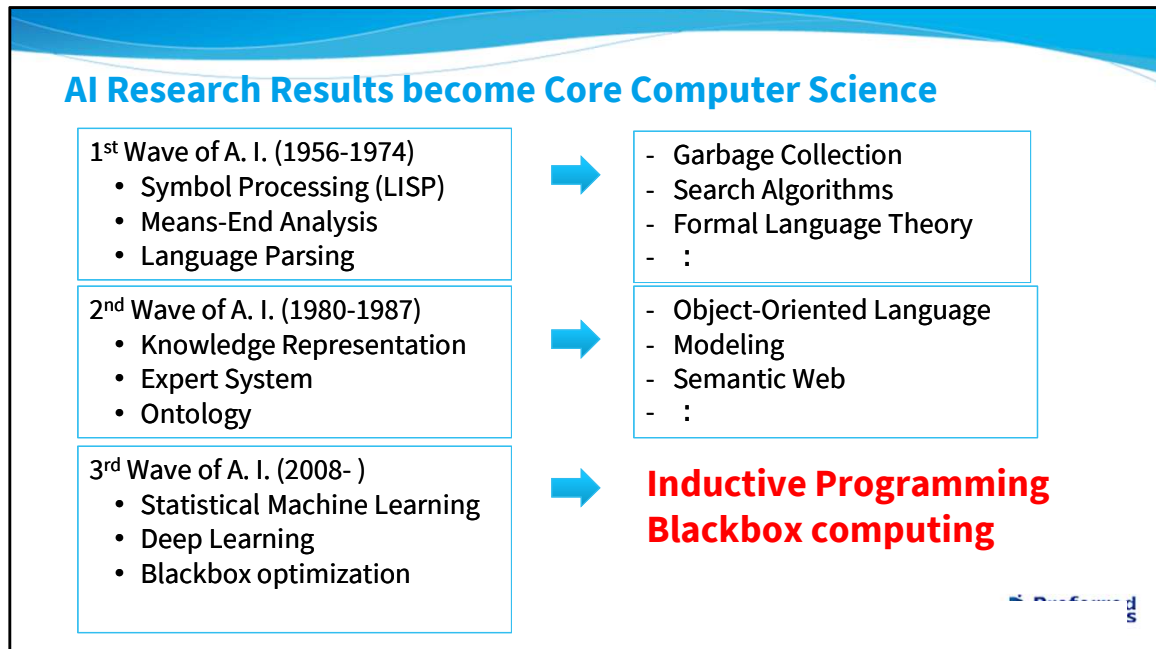 AI Research Results become Core Computer Science
1st Wave of A. I. (1956-1974)
• Symbol Processing (LISP)
• Means-End Analysis
• Language Parsing
- Garbage Collection
- Search Algorithms
- Formal Language Theory
- :
2nd Wave of A. I. (1980-1987)
• Knowledge Representation
• Expert System
• Ontology
- Object-Oriented Language
- Modeling
- Semantic Web
- :
3rd Wave of A. I. (2008- )
• Statistical Machine Learning
• Deep Learning
• Blackbox optimization
Inductive Programming
Blackbox computing